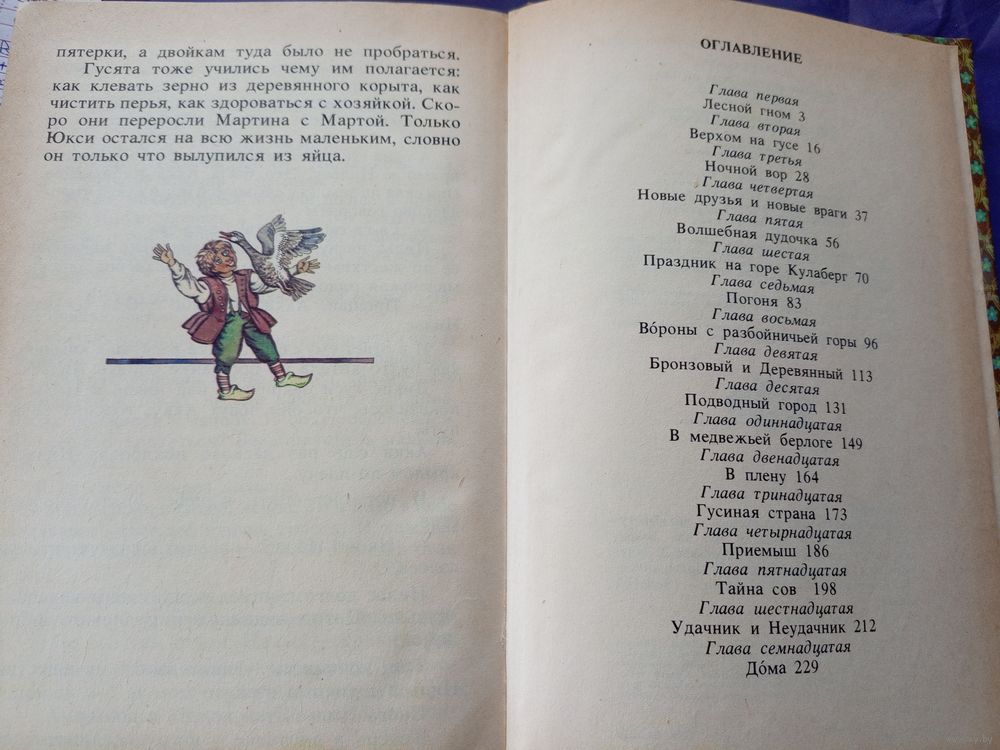 пятерки, а двойкам туда было не пробраться.
Гусята тоже учились чему им полагается:
как клевать зерно из деревянного корыта, как
чистить перья, как здороваться с хозяйкой. Ско-
ро они переросли Мартина с Мартой. Только
Юкси остался на всю жизнь маленьким, словно
он только что вылупился из яйца.
ОГЛАВЛЕНИЕ
Глава первая
Лесной гном 3
Глава вторая
Верхом на гусе 16
Глава третья
Ночной вор 28
Глава четвертая
Новые друзья и новые враги 37
Глава пятая
Волшебная дудочка 56
Глава шестая
Праздник на горе Кулаберг 70
Глава седьмая
Погоня 83
Глава восьмая
Во́роны с разбойничьей горы 96
Глава девятая
Бронзовый и Деревянный 113
Глава десятая
Подводный город 131
Глава одиннадцатая
В медвежьей берлоге 149
Глава двенадцатая
В плену 164
Глава тринадцатая
Гусиная страна 173
Глава четырнадцатая
Приемыш 186
Глава пятнадцатая
Тайна сов 198
Глава шестнадцатая
Удачник и Неудачник 212
Глава семнадцатая
До́ма 229